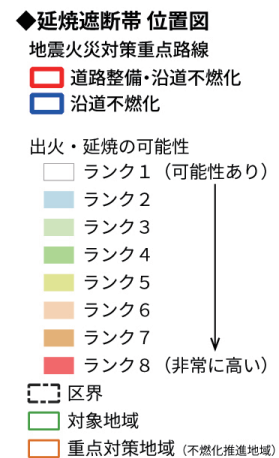 ◆延焼遮断帯 位置図
地震火災対策重点路線
道路整備・沿道不燃化
沿道不燃化
出火・延焼の可能性
ランク1（可能性あり）
ランク2
ランク3
ランク4
ランク5
ランク6
ランク7
ランク8（非常に高い）
区界
対象地域
重点対策地域（不燃化推進地域）